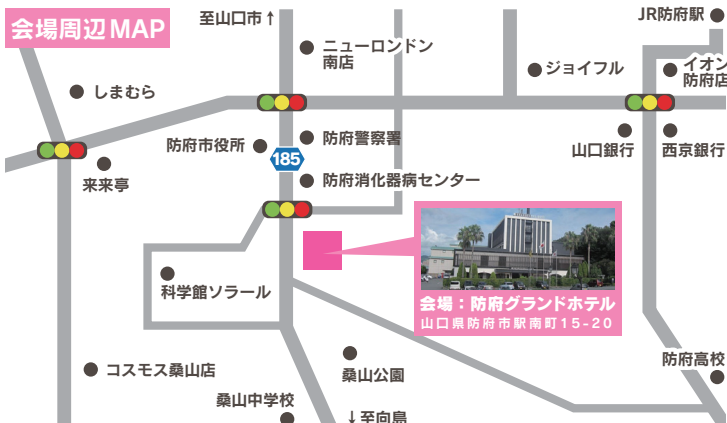 会場周辺MAP
至山口市↑
JR防府駅
ニューロンドン
南店
ジョイフル
イオン
防府店
しまむら
防府市役所
防府警察署
山口銀行
西京銀行
185
来来亭
防府消化器病センター
科学館ソラール
会場：防府グランドホテル
山口県防府市駅南町15-20
コスモス桑山店
桑山公園
防府高校
桑山中学校
↓至向島